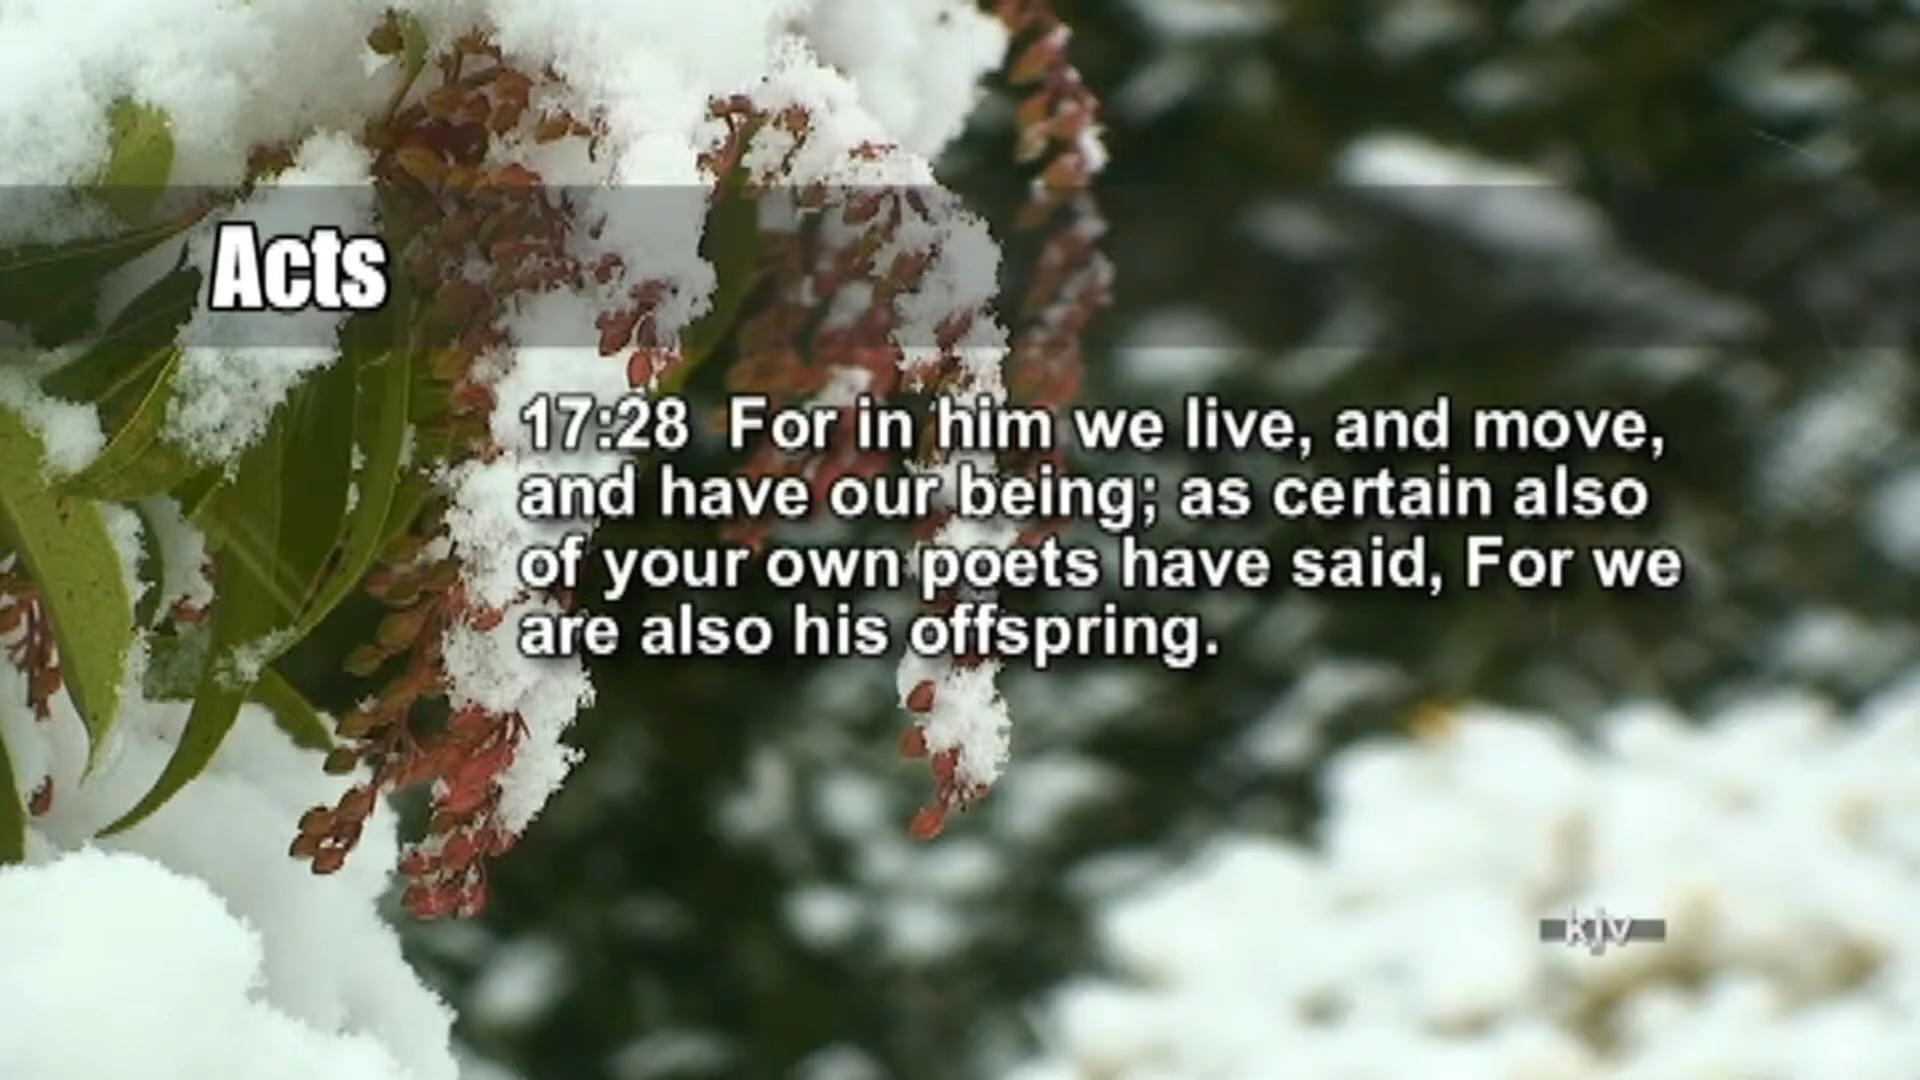 Acts
17:28  For in him we live, and move,
and have our being; as certain also
of your own poets have said, For we
are also his offspring.
kjv